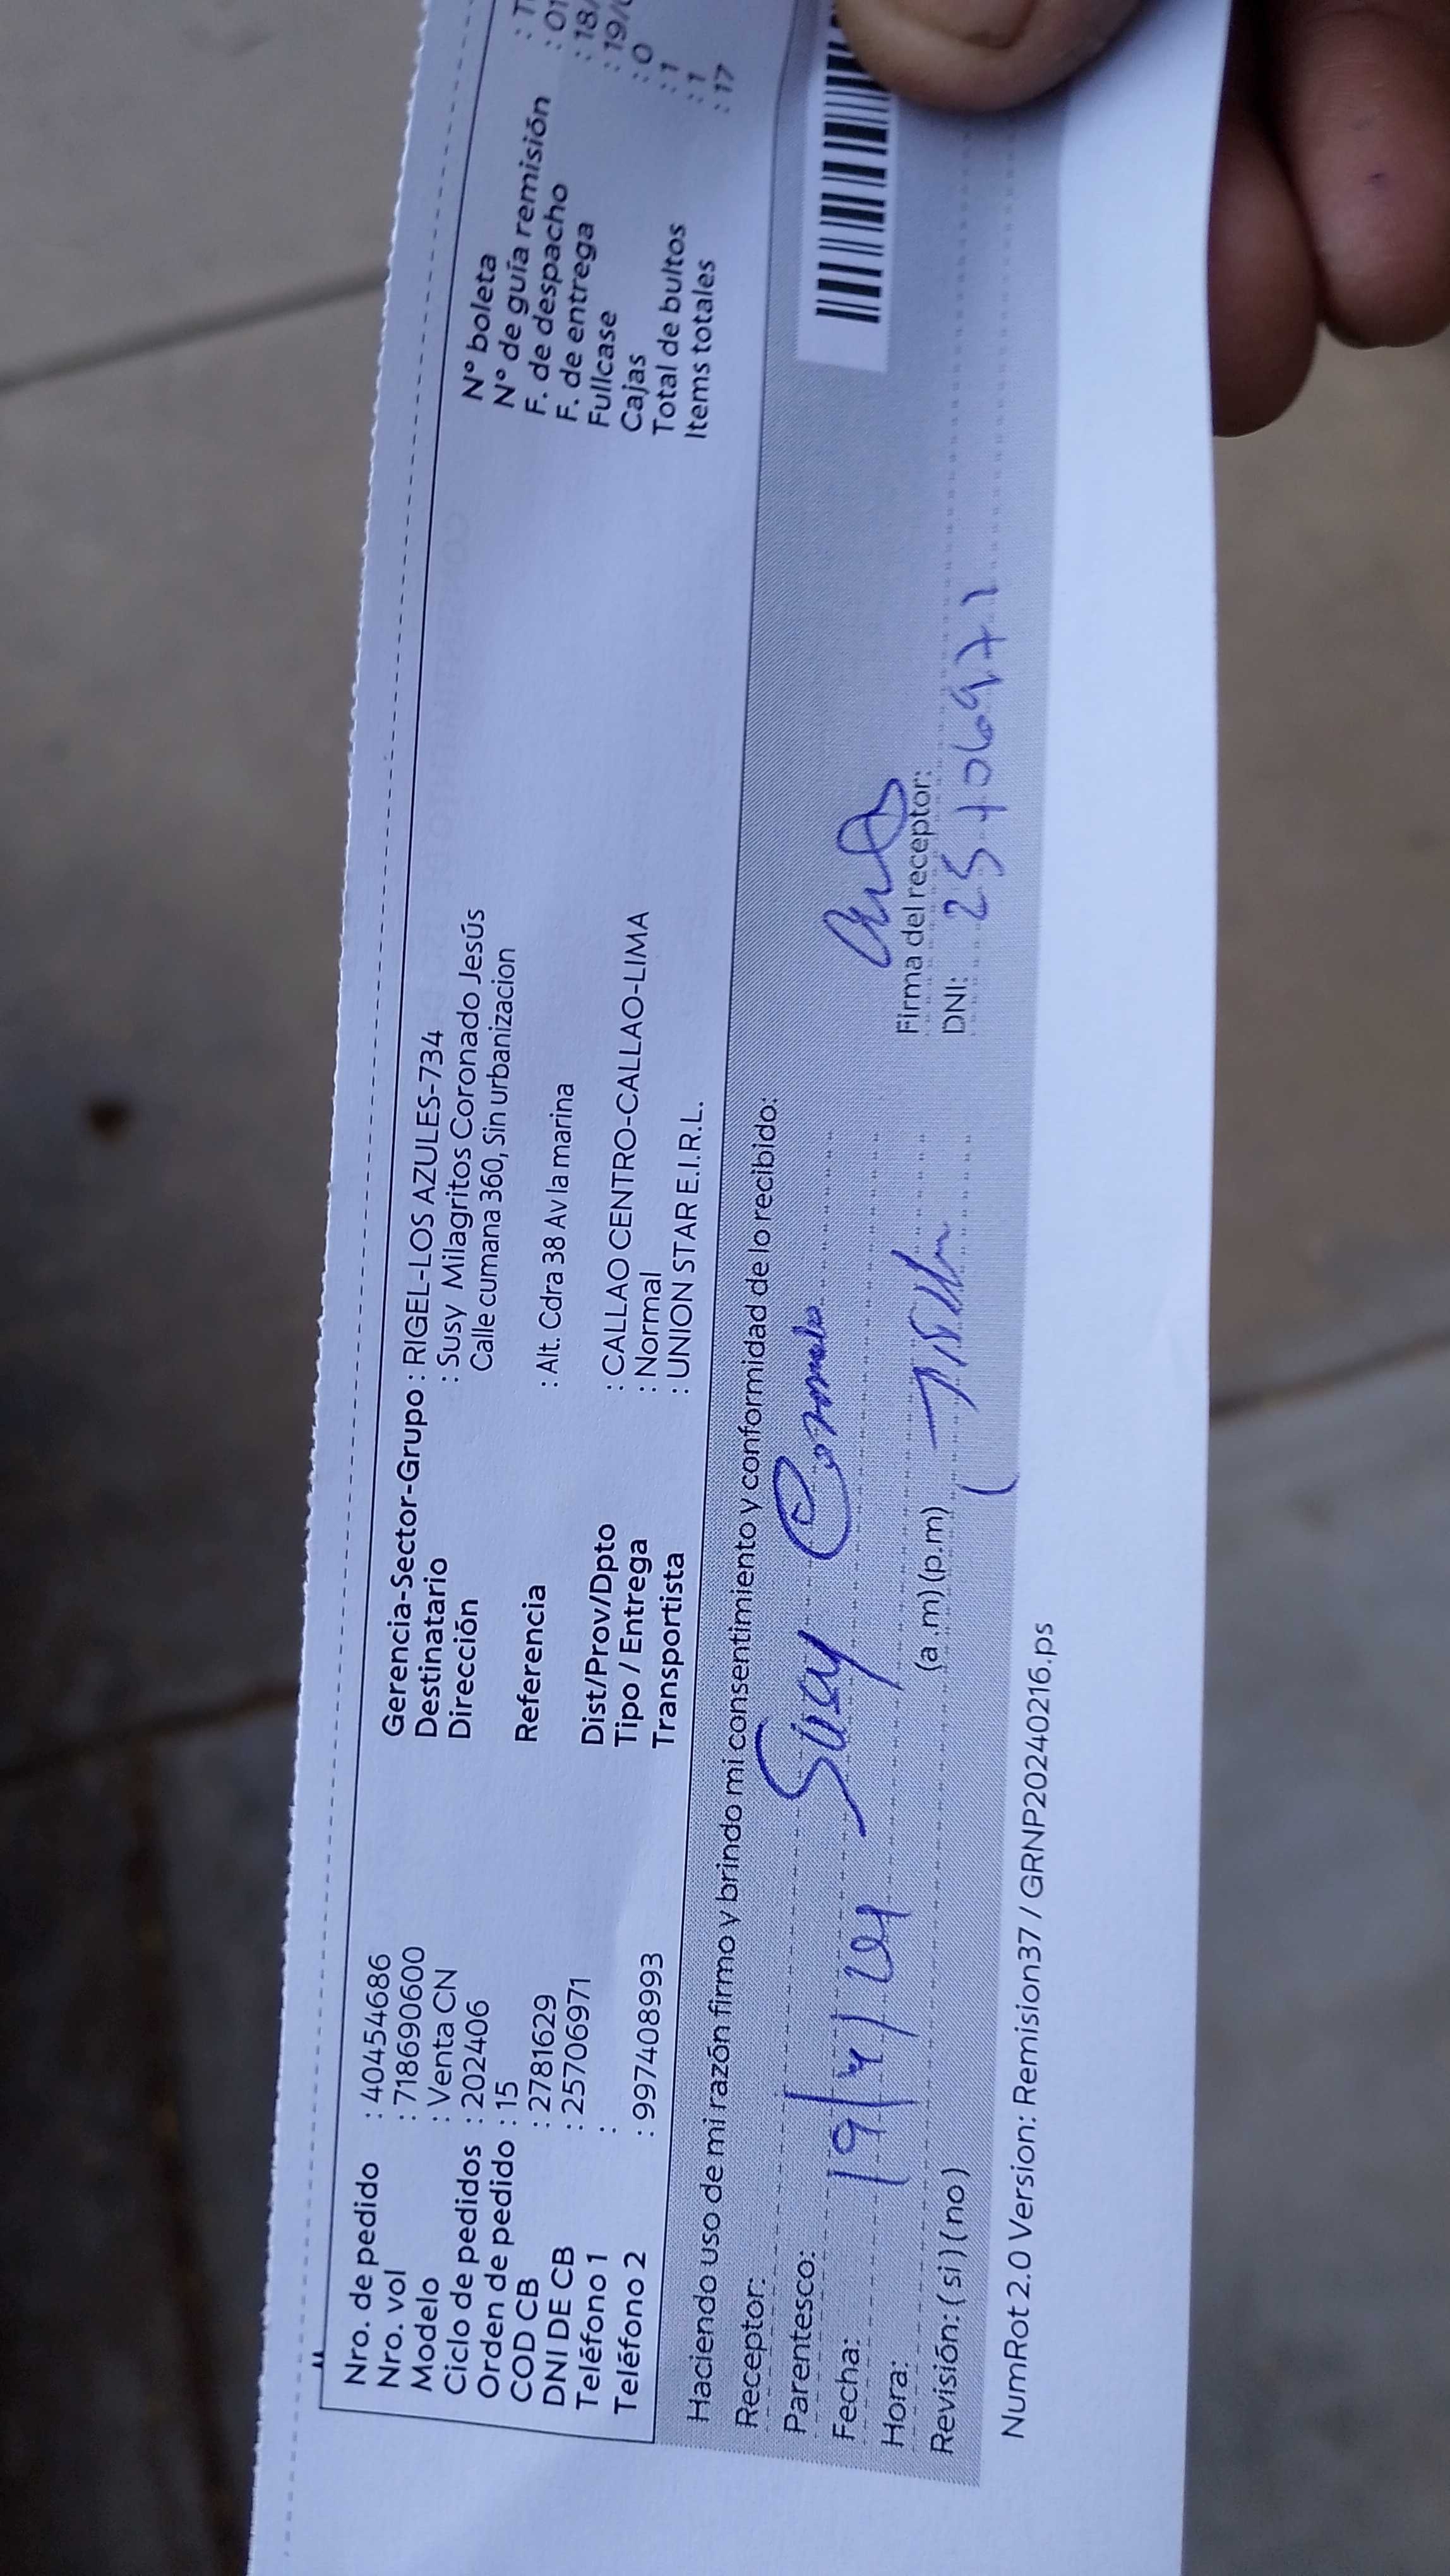 Nro. de pedido : 40454686
Nro. vol : 718690600
Modelo : Venta CN
Ciclo de pedidos : 202406
Orden de pedido : 15
COD CB : 2781629
DNI DE CB : 25706971
Teléfono 1 :
Teléfono 2 : 997408993
Gerencia-Sector-Grupo : RIGEL-LOS AZULES-734
Destinatario : Susy Milagritos Coronado Jesús
Dirección Calle cumana 360, Sin urbanizacion
Referencia : Alt. Cdra 38 Av la marina
Dist/Prov/Dpto : CALLAO CENTRO-CALLAO-LIMA
Tipo / Entrega : Normal
Transportista : UNION STAR E.I.R.L.
N° boleta
N° de guía remisión
F. de despacho : 18/
F. de entrega : 19/
Fullcase : 0
Cajas : 1
Total de bultos : 1
Items totales : 17
Haciendo uso de mi razón firmo y brindo mi consentimiento y conformidad de lo recibido:
Receptor: Susy Coronado
Parentesco:
Fecha: 19/4/24
Hora: (a.m) (p.m)
Revisión: (si) (no)
Firma del receptor:
DNI: 25706971
NumRot 2.0 Version: Remision37 / GRNP20240216.ps